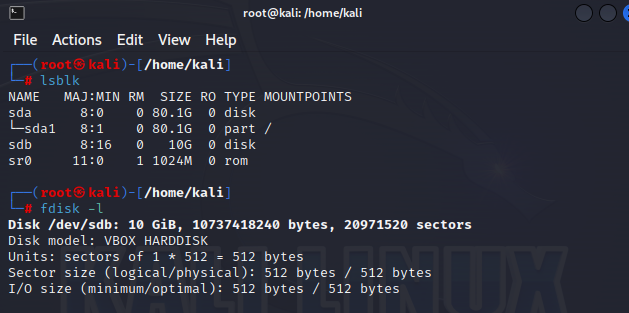 root@kali: /home/kali
File Actions Edit View Help
┌──(root㉿kali)-[/home/kali]
└─# lsblk
NAME   MAJ:MIN RM  SIZE RO TYPE MOUNTPOINTS
sda      8:0    0 80.1G  0 disk
└─sda1   8:1    0 80.1G  0 part /
sdb      8:16   0   10G  0 disk
sr0     11:0    1 1024M  0 rom
┌──(root㉿kali)-[/home/kali]
└─# fdisk -l
Disk /dev/sdb: 10 GiB, 10737418240 bytes, 20971520 sectors
Disk model: VBOX HARDDISK
Units: sectors of 1 * 512 = 512 bytes
Sector size (logical/physical): 512 bytes / 512 bytes
I/O size (minimum/optimal): 512 bytes / 512 bytes
KALI LINUX